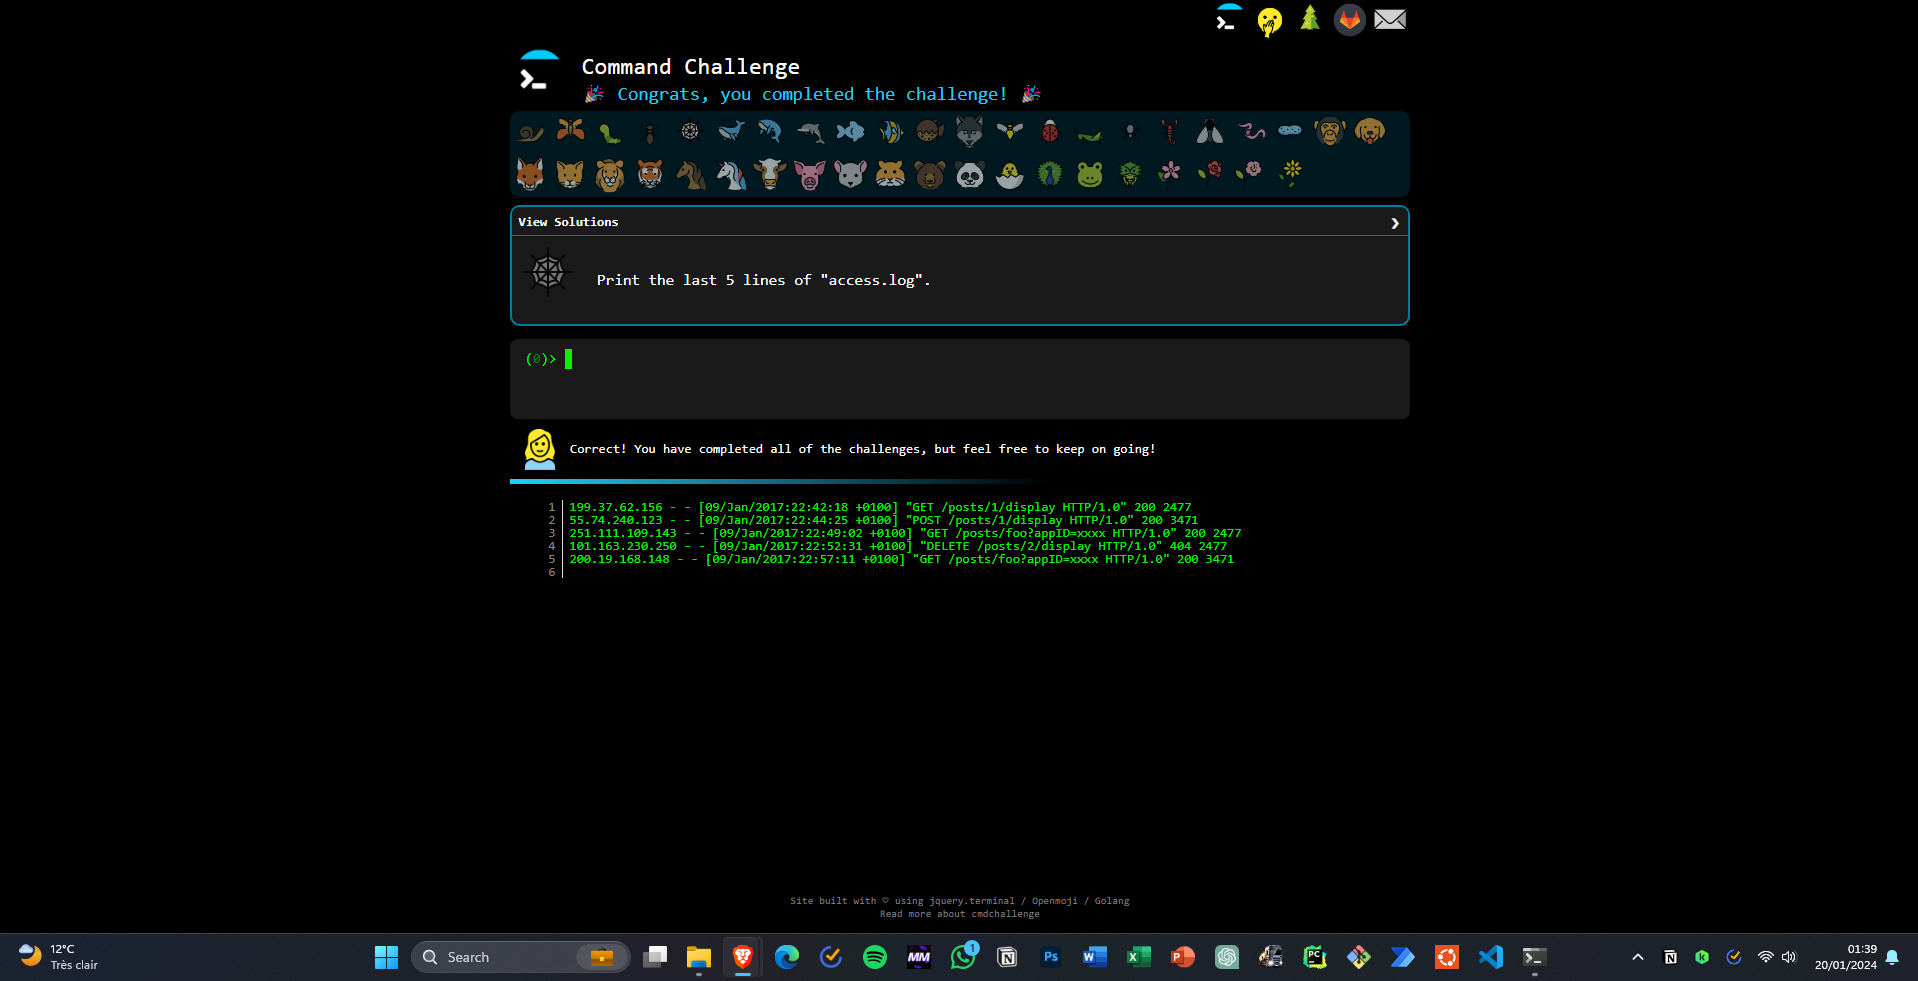 Command Challenge
Congrats, you completed the challenge!
View Solutions
Print the last 5 lines of "access.log".
(0)>
Correct! You have completed all of the challenges, but feel free to keep on going!
1 199.37.62.156 - - [09/Jan/2017:22:42:18 +0100] "GET /posts/1/display HTTP/1.0" 200 2477
2 55.74.240.123 - - [09/Jan/2017:22:44:25 +0100] "POST /posts/1/display HTTP/1.0" 200 3471
3 251.111.109.143 - - [09/Jan/2017:22:49:02 +0100] "GET /posts/foo?appID=xxxx HTTP/1.0" 200 2477
4 101.163.230.250 - - [09/Jan/2017:22:52:31 +0100] "DELETE /posts/2/display HTTP/1.0" 404 2477
5 200.19.168.148 - - [09/Jan/2017:22:57:11 +0100] "GET /posts/foo?appID=xxxx HTTP/1.0" 200 3471
6
Site built with ♡ using jquery.terminal / Openmoji / Golang
Read more about cmdchallenge
12°C
Très clair
Search
MM
1
Ps
W
X
P
PC
01:39
20/01/2024